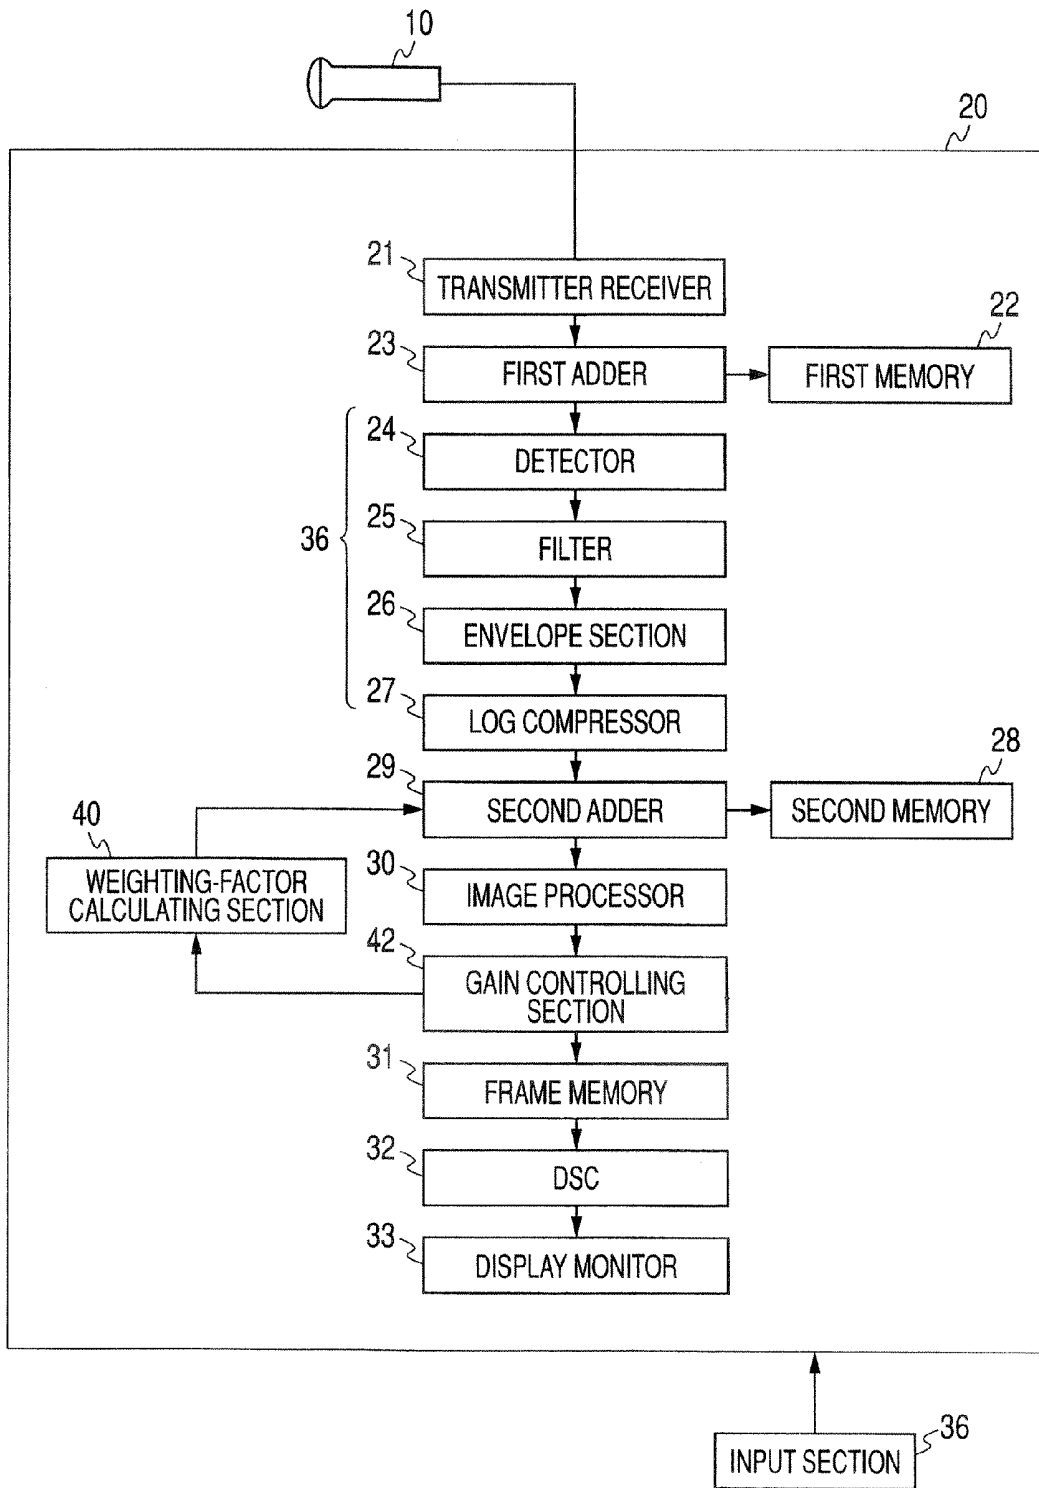 10
20
21
TRANSMITTER RECEIVER
22
23
FIRST ADDER
FIRST MEMORY
24
DETECTOR
36
25
FILTER
26
ENVELOPE SECTION
27
LOG COMPRESSOR
28
29
SECOND ADDER
SECOND MEMORY
40
WEIGHTING-FACTOR
CALCULATING SECTION
30
IMAGE PROCESSOR
42
GAIN CONTROLLING
SECTION
31
FRAME MEMORY
32
DSC
33
DISPLAY MONITOR
36
INPUT SECTION